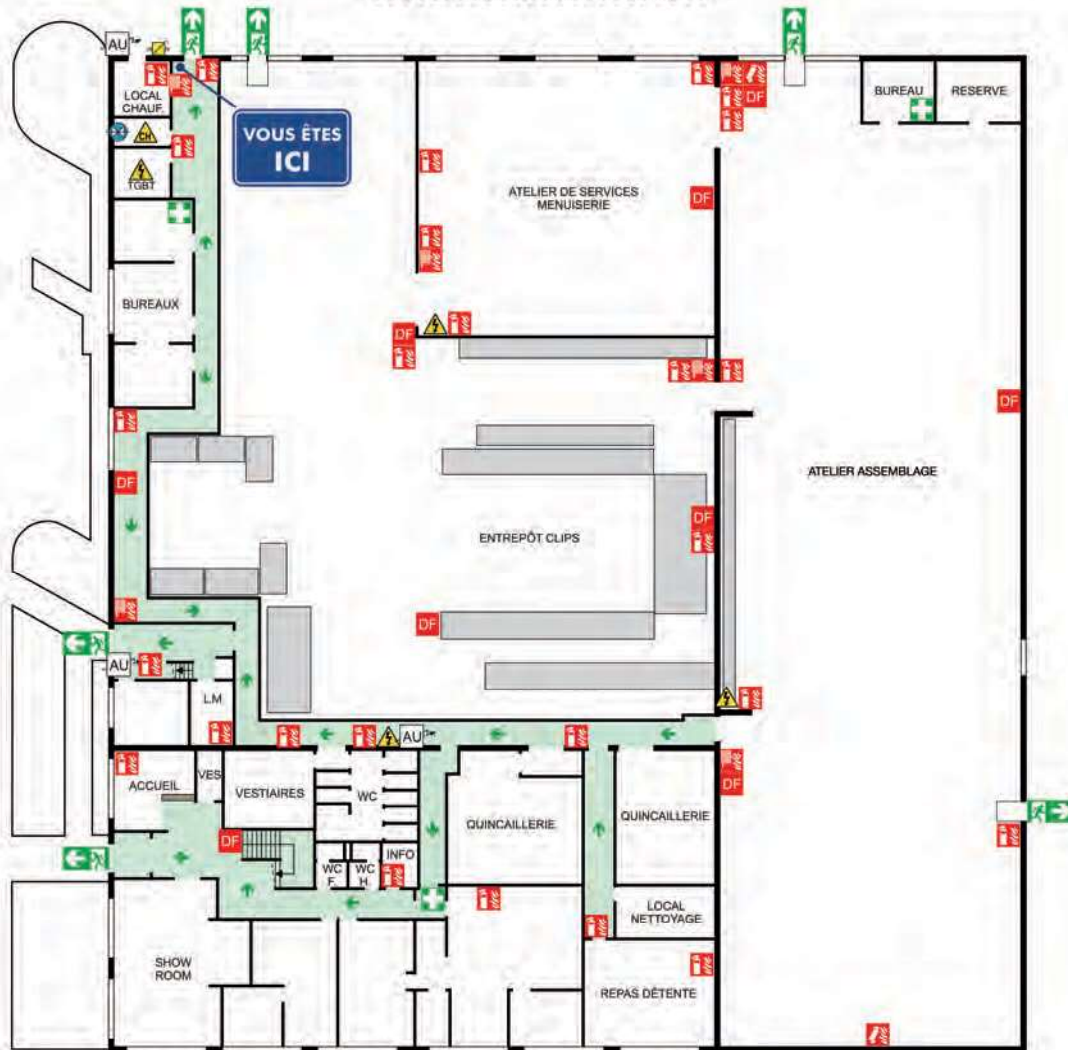 AU
LOCAL
CHAUF.
CH
TGBT
VOUS ÊTES
ICI
BUREAUX
ATELIER DE SERVICES
MENUISERIE
DF
DF
DF
BUREAU
RESERVE
DF
DF
ATELIER ASSEMBLAGE
DF
ENTREPÔT CLIPS
DF
DF
AU
LM
AU
ACCUEIL
VES
VESTIAIRES
WC
QUINCAILLERIE
QUINCAILLERIE
DF
DF
WC
F.
WC
H.
INFO
LOCAL
NETTOYAGE
SHOW
ROOM
REPAS DÉTENTE